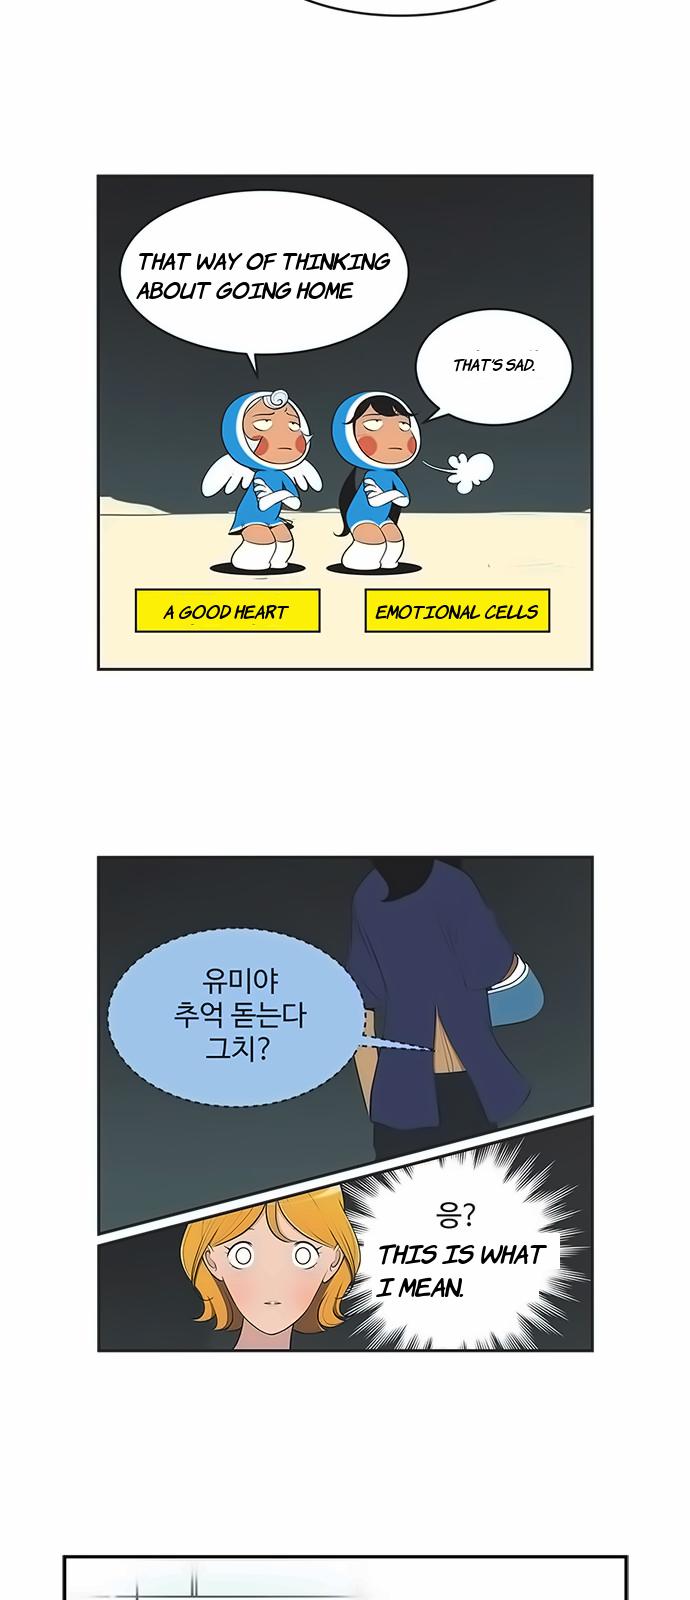 THAT WAY OF THINKING
ABOUT GOING HOME
THAT'S SAD.
A GOOD HEART
EMOTIONAL CELLS
유미야
추억 돋는다
그치?
응?
THIS IS WHAT
I MEAN.